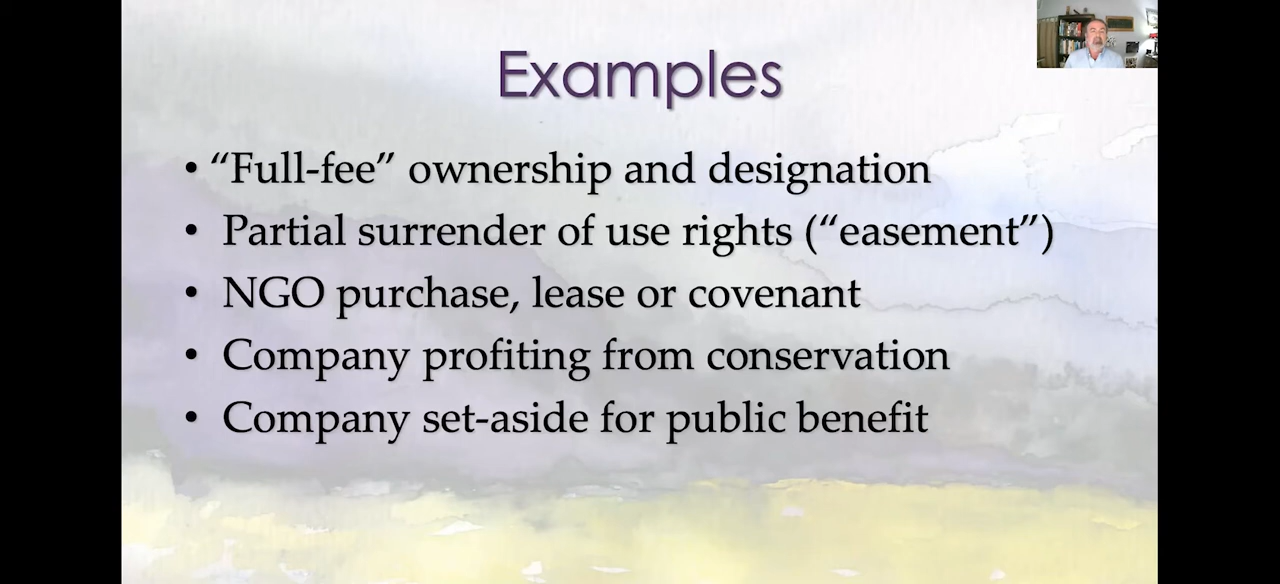 Examples
• “Full-fee” ownership and designation
• Partial surrender of use rights (“easement”)
• NGO purchase, lease or covenant
• Company profiting from conservation
• Company set-aside for public benefit